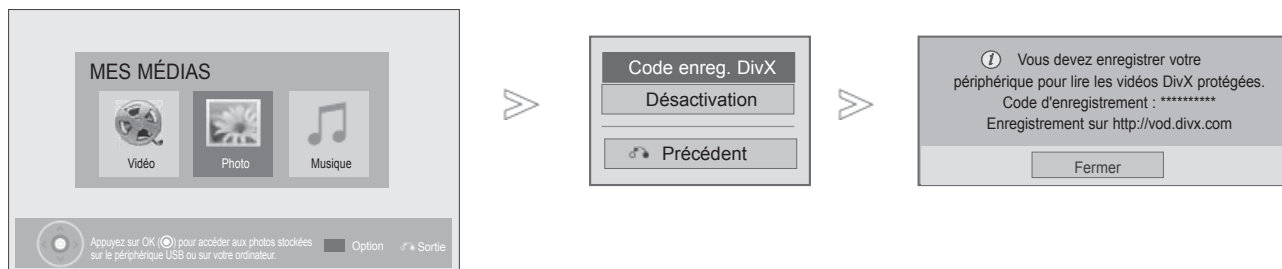 MES MÉDIAS
Vidéo
Photo
Musique
Appuyez sur OK (◉) pour accéder aux photos stockées
sur le périphérique USB ou sur votre ordinateur.
Option
Sortie
Code enreg. DivX
Désactivation
Précédent
Vous devez enregistrer votre
périphérique pour lire les vidéos DivX protégées.
Code d'enregistrement : **********
Enregistrement sur http://vod.divx.com
Fermer